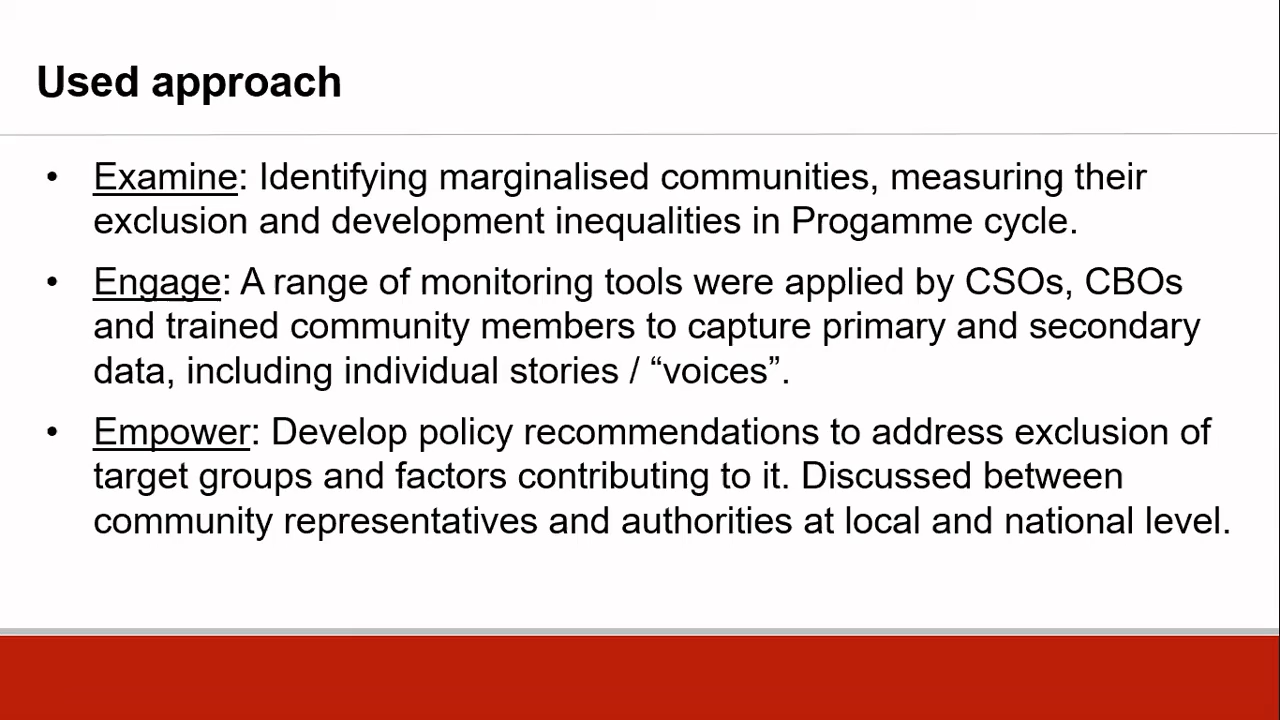 Used approach
• Examine: Identifying marginalised communities, measuring their
exclusion and development inequalities in Progamme cycle.
• Engage: A range of monitoring tools were applied by CSOs, CBOs
and trained community members to capture primary and secondary
data, including individual stories / “voices”.
• Empower: Develop policy recommendations to address exclusion of
target groups and factors contributing to it. Discussed between
community representatives and authorities at local and national level.